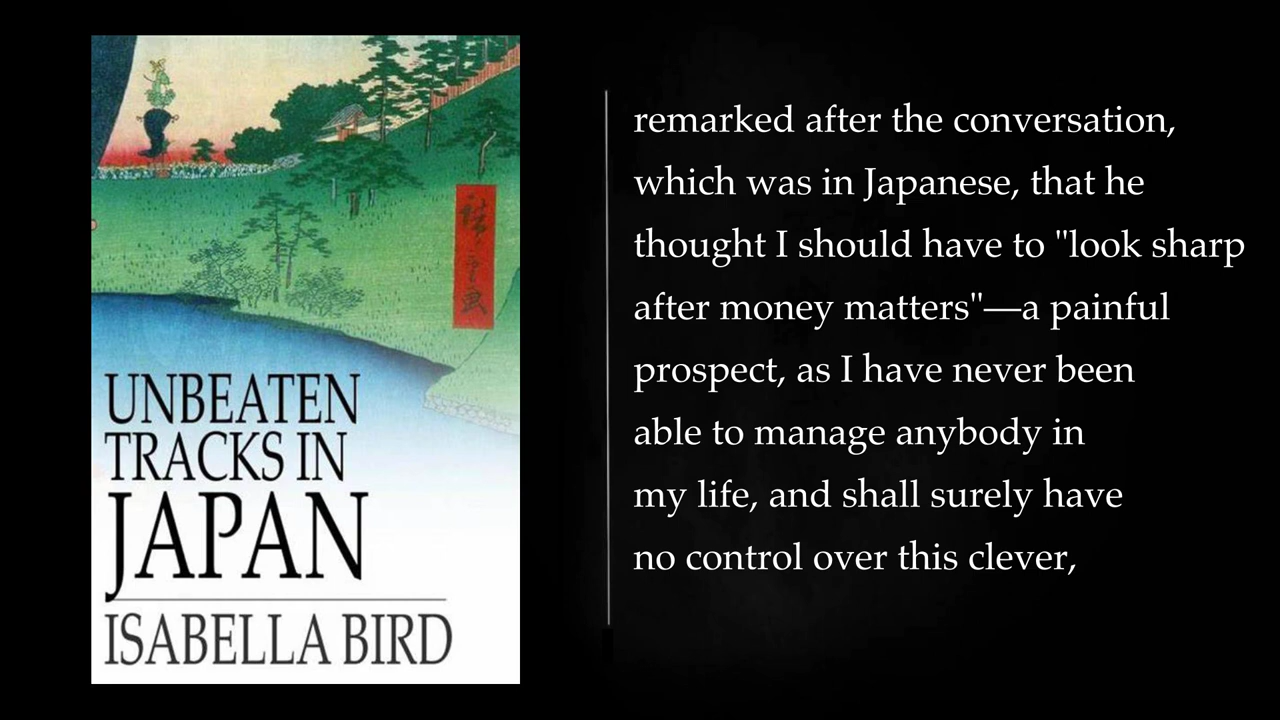 UNBEATEN
TRACKS IN
JAPAN
ISABELLA BIRD
remarked after the conversation,
which was in Japanese, that he
thought I should have to "look sharp
after money matters"—a painful
prospect, as I have never been
able to manage anybody in
my life, and shall surely have
no control over this clever,